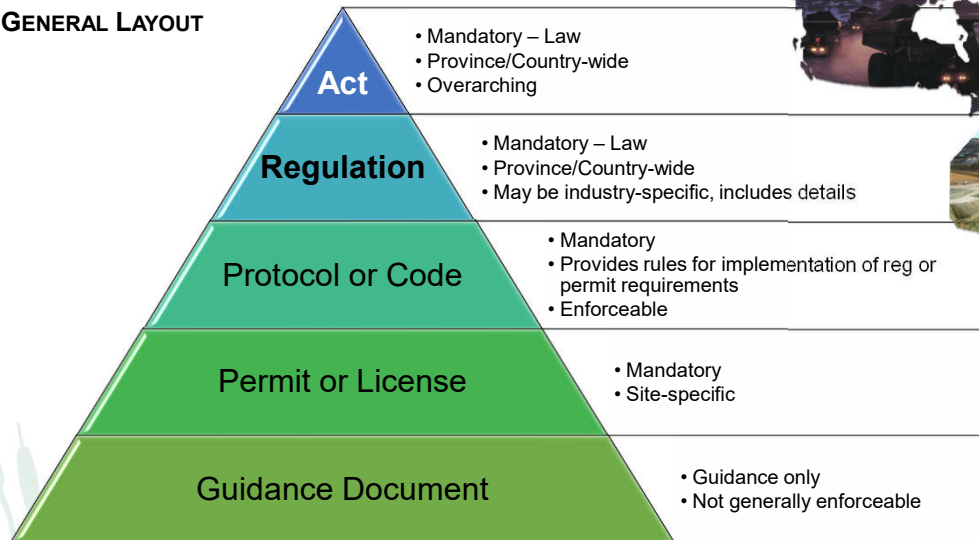 GENERAL LAYOUT
Act
• Mandatory – Law
• Province/Country-wide
• Overarching
Regulation
• Mandatory – Law
• Province/Country-wide
• May be industry-specific, includes details
Protocol or Code
• Mandatory
• Provides rules for implementation of reg or
permit requirements
• Enforceable
Permit or License
• Mandatory
• Site-specific
Guidance Document
• Guidance only
• Not generally enforceable